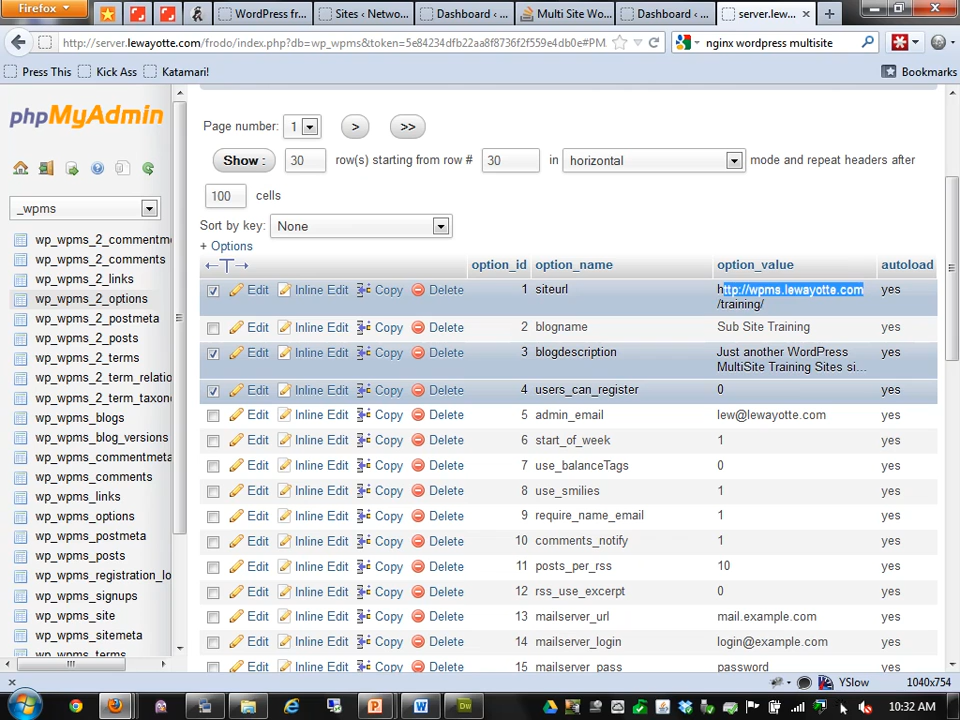 Firefox
WordPress fr...
Sites ‹ Netwo...
Dashboard ‹ ...
Multi Site Wo...
Dashboard ‹ ...
server.lew...
http://server.lewayotte.com/frodo/index.php?db=wp_wpms&token=5e84234dfb22aa8f8736f2f559e4db0e#PM
nginx wordpress multisite
Press This
Kick Ass
Katamari!
Bookmarks
phpMyAdmin
_wpms
wp_wpms_2_commentm
wp_wpms_2_comments
wp_wpms_2_links
wp_wpms_2_options
wp_wpms_2_postmeta
wp_wpms_2_posts
wp_wpms_2_terms
wp_wpms_2_term_relatio
wp_wpms_2_term_taxon
wp_wpms_blogs
wp_wpms_blog_versions
wp_wpms_commentmeta
wp_wpms_comments
wp_wpms_links
wp_wpms_options
wp_wpms_postmeta
wp_wpms_posts
wp_wpms_registration_lo
wp_wpms_signups
wp_wpms_site
wp_wpms_sitemeta
wp_wpms_terms
Page number: 1 > >>
Show : 30 row(s) starting from row # 30 in horizontal mode and repeat headers after
100 cells
Sort by key: None
+ Options
←T→ option_id option_name option_value autoload
Edit Inline Edit Copy Delete 1 siteurl http://wpms.lewayotte.com yes
/training/
Edit Inline Edit Copy Delete 2 blogname Sub Site Training yes
Edit Inline Edit Copy Delete 3 blogdescription Just another WordPress yes
MultiSite Training Sites si...
Edit Inline Edit Copy Delete 4 users_can_register 0 yes
Edit Inline Edit Copy Delete 5 admin_email lew@lewayotte.com yes
Edit Inline Edit Copy Delete 6 start_of_week 1 yes
Edit Inline Edit Copy Delete 7 use_balanceTags 0 yes
Edit Inline Edit Copy Delete 8 use_smilies 1 yes
Edit Inline Edit Copy Delete 9 require_name_email 1 yes
Edit Inline Edit Copy Delete 10 comments_notify 1 yes
Edit Inline Edit Copy Delete 11 posts_per_rss 10 yes
Edit Inline Edit Copy Delete 12 rss_use_excerpt 0 yes
Edit Inline Edit Copy Delete 13 mailserver_url mail.example.com yes
Edit Inline Edit Copy Delete 14 mailserver_login login@example.com yes
Edit Inline Edit Copy Delete 15 mailserver_pass password yes
YSlow
1040x754
10:32 AM